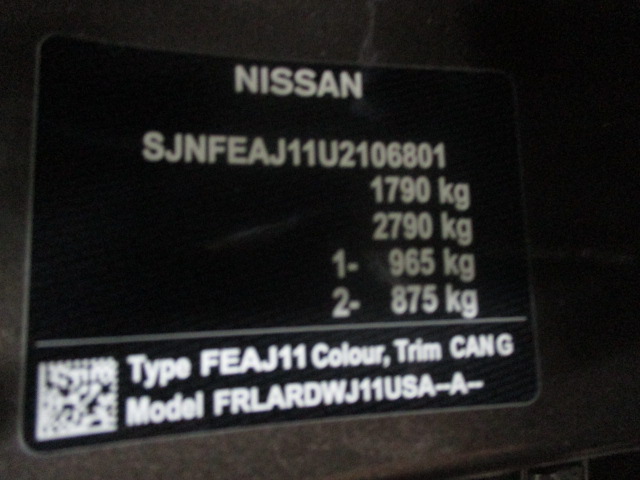 NISSAN
SJNFEAJ11U2106801
1790 kg
2790 kg
1- 965 kg
2- 875 kg
Type FEAJ11 Colour, Trim CAN G
Model FRLARDWJ11USA-A-